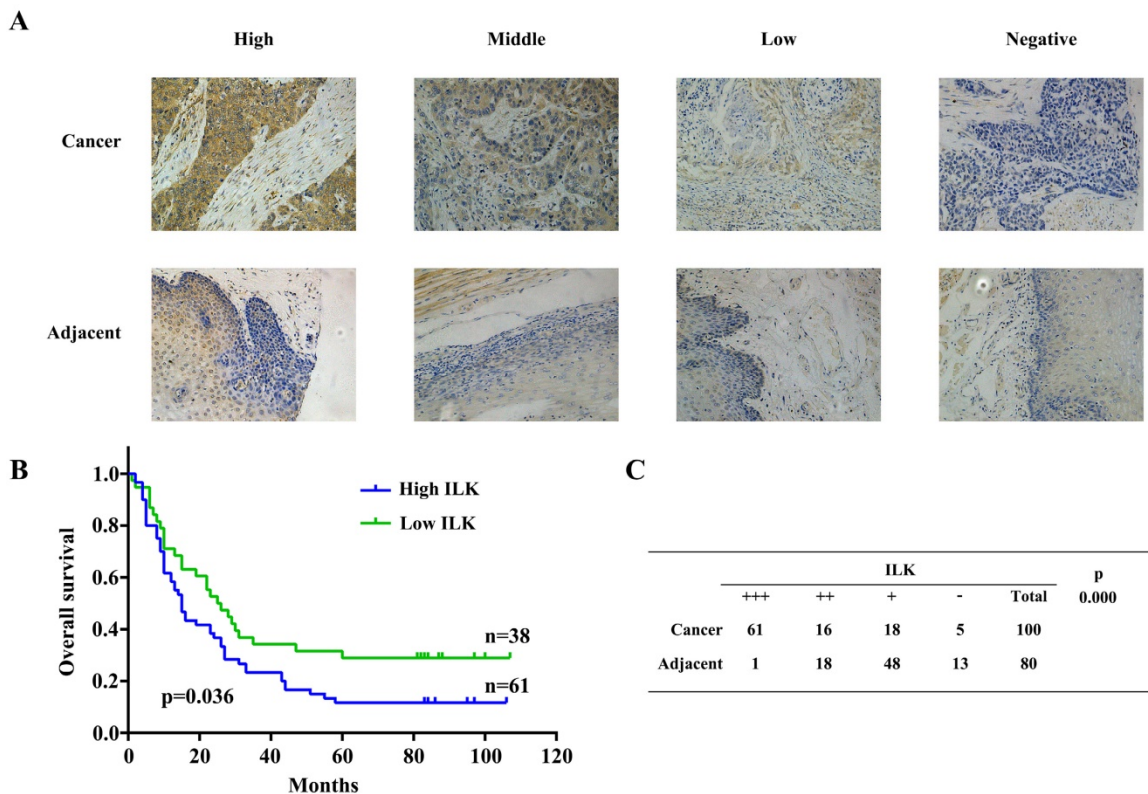 A
High Middle Low Negative
Cancer
Adjacent
B
1.0
0.8
0.6
0.4
0.2
0.0
Overall survival
High ILK
Low ILK
n=38
n=61
p=0.036
0 20 40 60 80 100 120
Months
C
ILK p
+++ ++ + - Total 0.000
Cancer 61 16 18 5 100
Adjacent 1 18 48 13 80